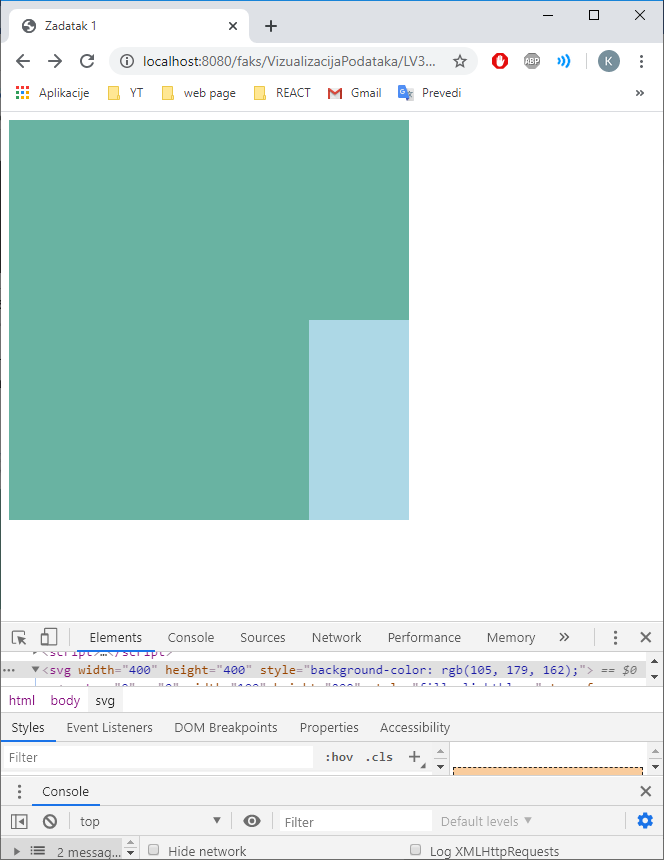 Zadatak 1
localhost:8080/faks/VizualizacijaPodataka/LV3...
ABP
K
Aplikacije YT web page REACT Gmail Prevedi »
Elements Console Sources Network Performance Memory »
<script>…</script>
<svg width="400" height="400" style="background-color: rgb(105, 179, 162);"> == $0
html body svg
Styles Event Listeners DOM Breakpoints Properties Accessibility
Filter :hov .cls +
Console
top Filter Default levels
2 messag... Hide network Log XMLHttpRequests